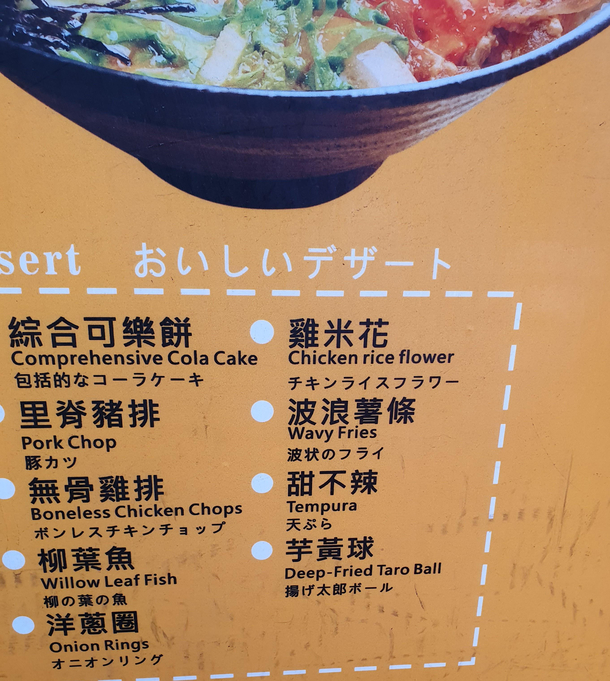 sert おいしいデザート
綜合可樂餅
Comprehensive Cola Cake
包括的なコーラケーキ
里脊豬排
Pork Chop
豚カツ
無骨雞排
Boneless Chicken Chops
ボンレスチキンチョップ
柳葉魚
Willow Leaf Fish
柳の葉の魚
洋蔥圈
Onion Rings
オニオンリング
雞米花
Chicken rice flower
チキンライスフラワー
波浪薯條
Wavy Fries
波状のフライ
甜不辣
Tempura
天ぷら
芋黃球
Deep-Fried Taro Ball
揚げ太郎ボール